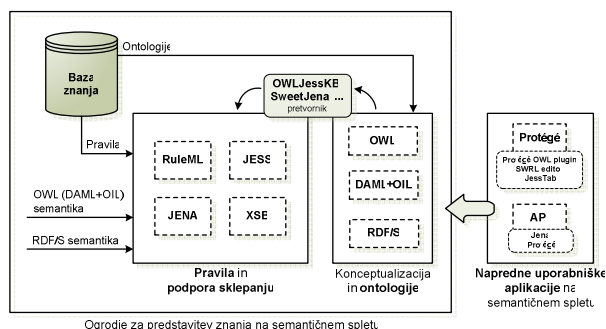 Ontologije
Baza
znanja
OWLJessKB
SweetJena ...
pretvornik
Pravila
RuleML
JESS
JENA
XSB
OWL
DAML+OIL
RDF/S
OWL (DAML+OIL)
semantika
RDF/S semantika
Pravila in
podpora sklepanju
Konceptualizacija
in ontologije
Protégé
Protégé OWL plugin
SWRL edito
JessTab
AP
Jena
Protégé
Napredne uporabniške
aplikacije na
semantičnem spletu
Ogrodje za predstavitev znanja na semantičnem spletu